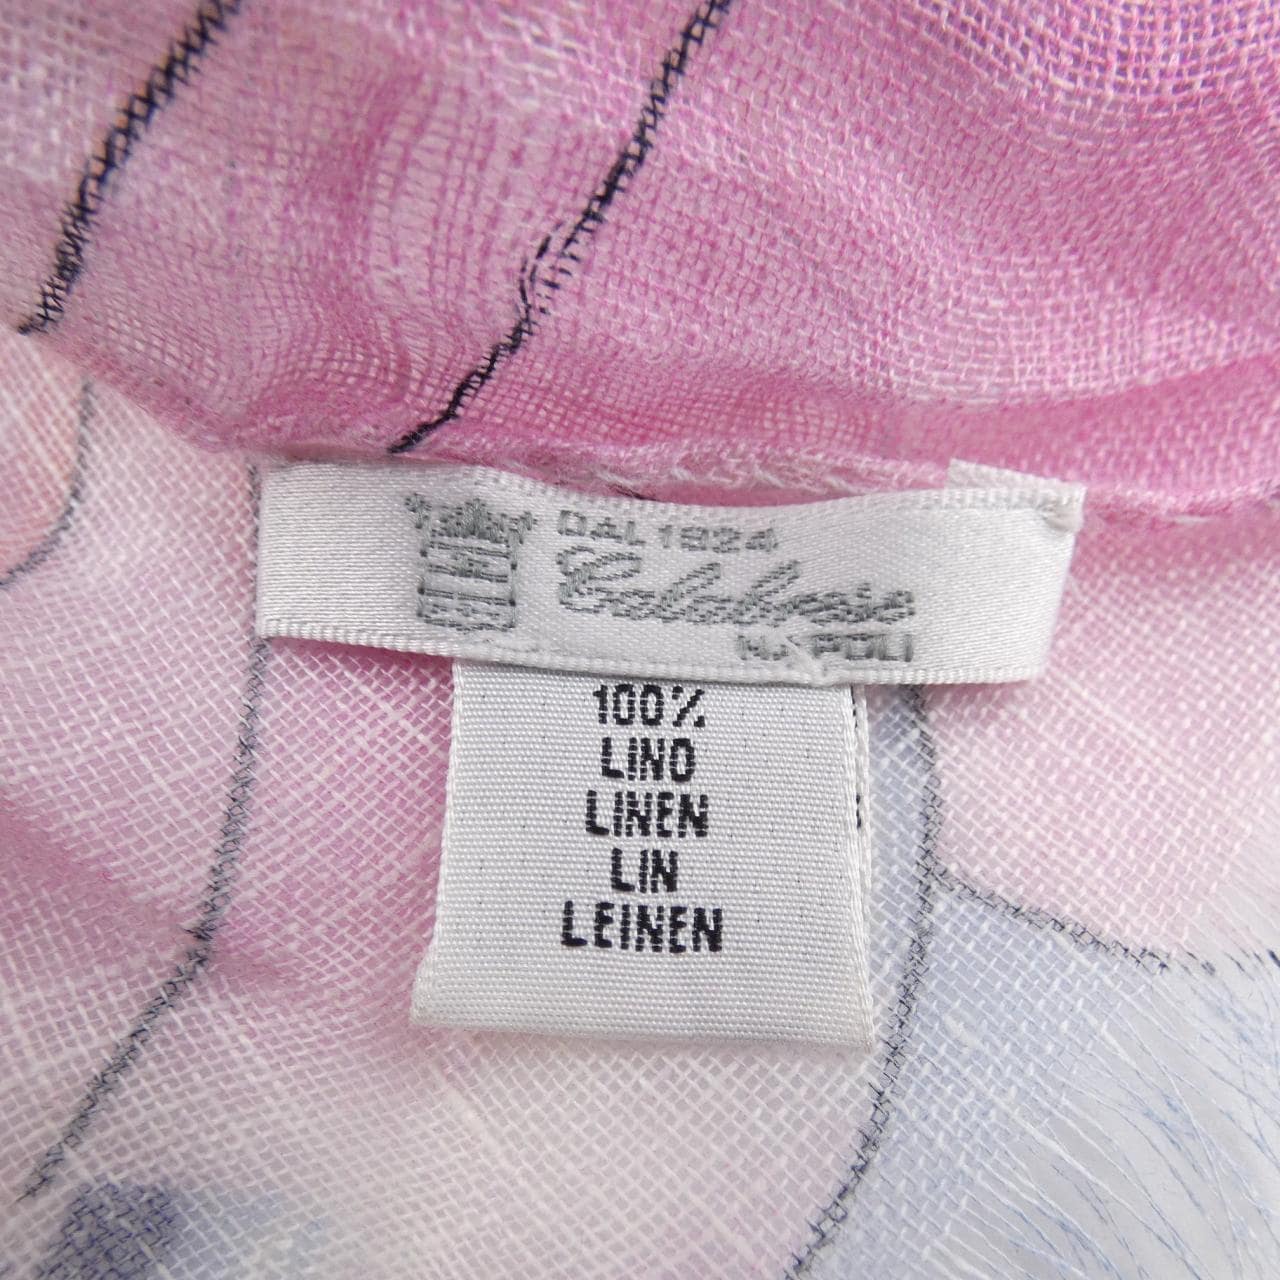 DAL 1924
Calabrese
NAPOLI
100%
LINO
LINEN
LIN
LEINEN